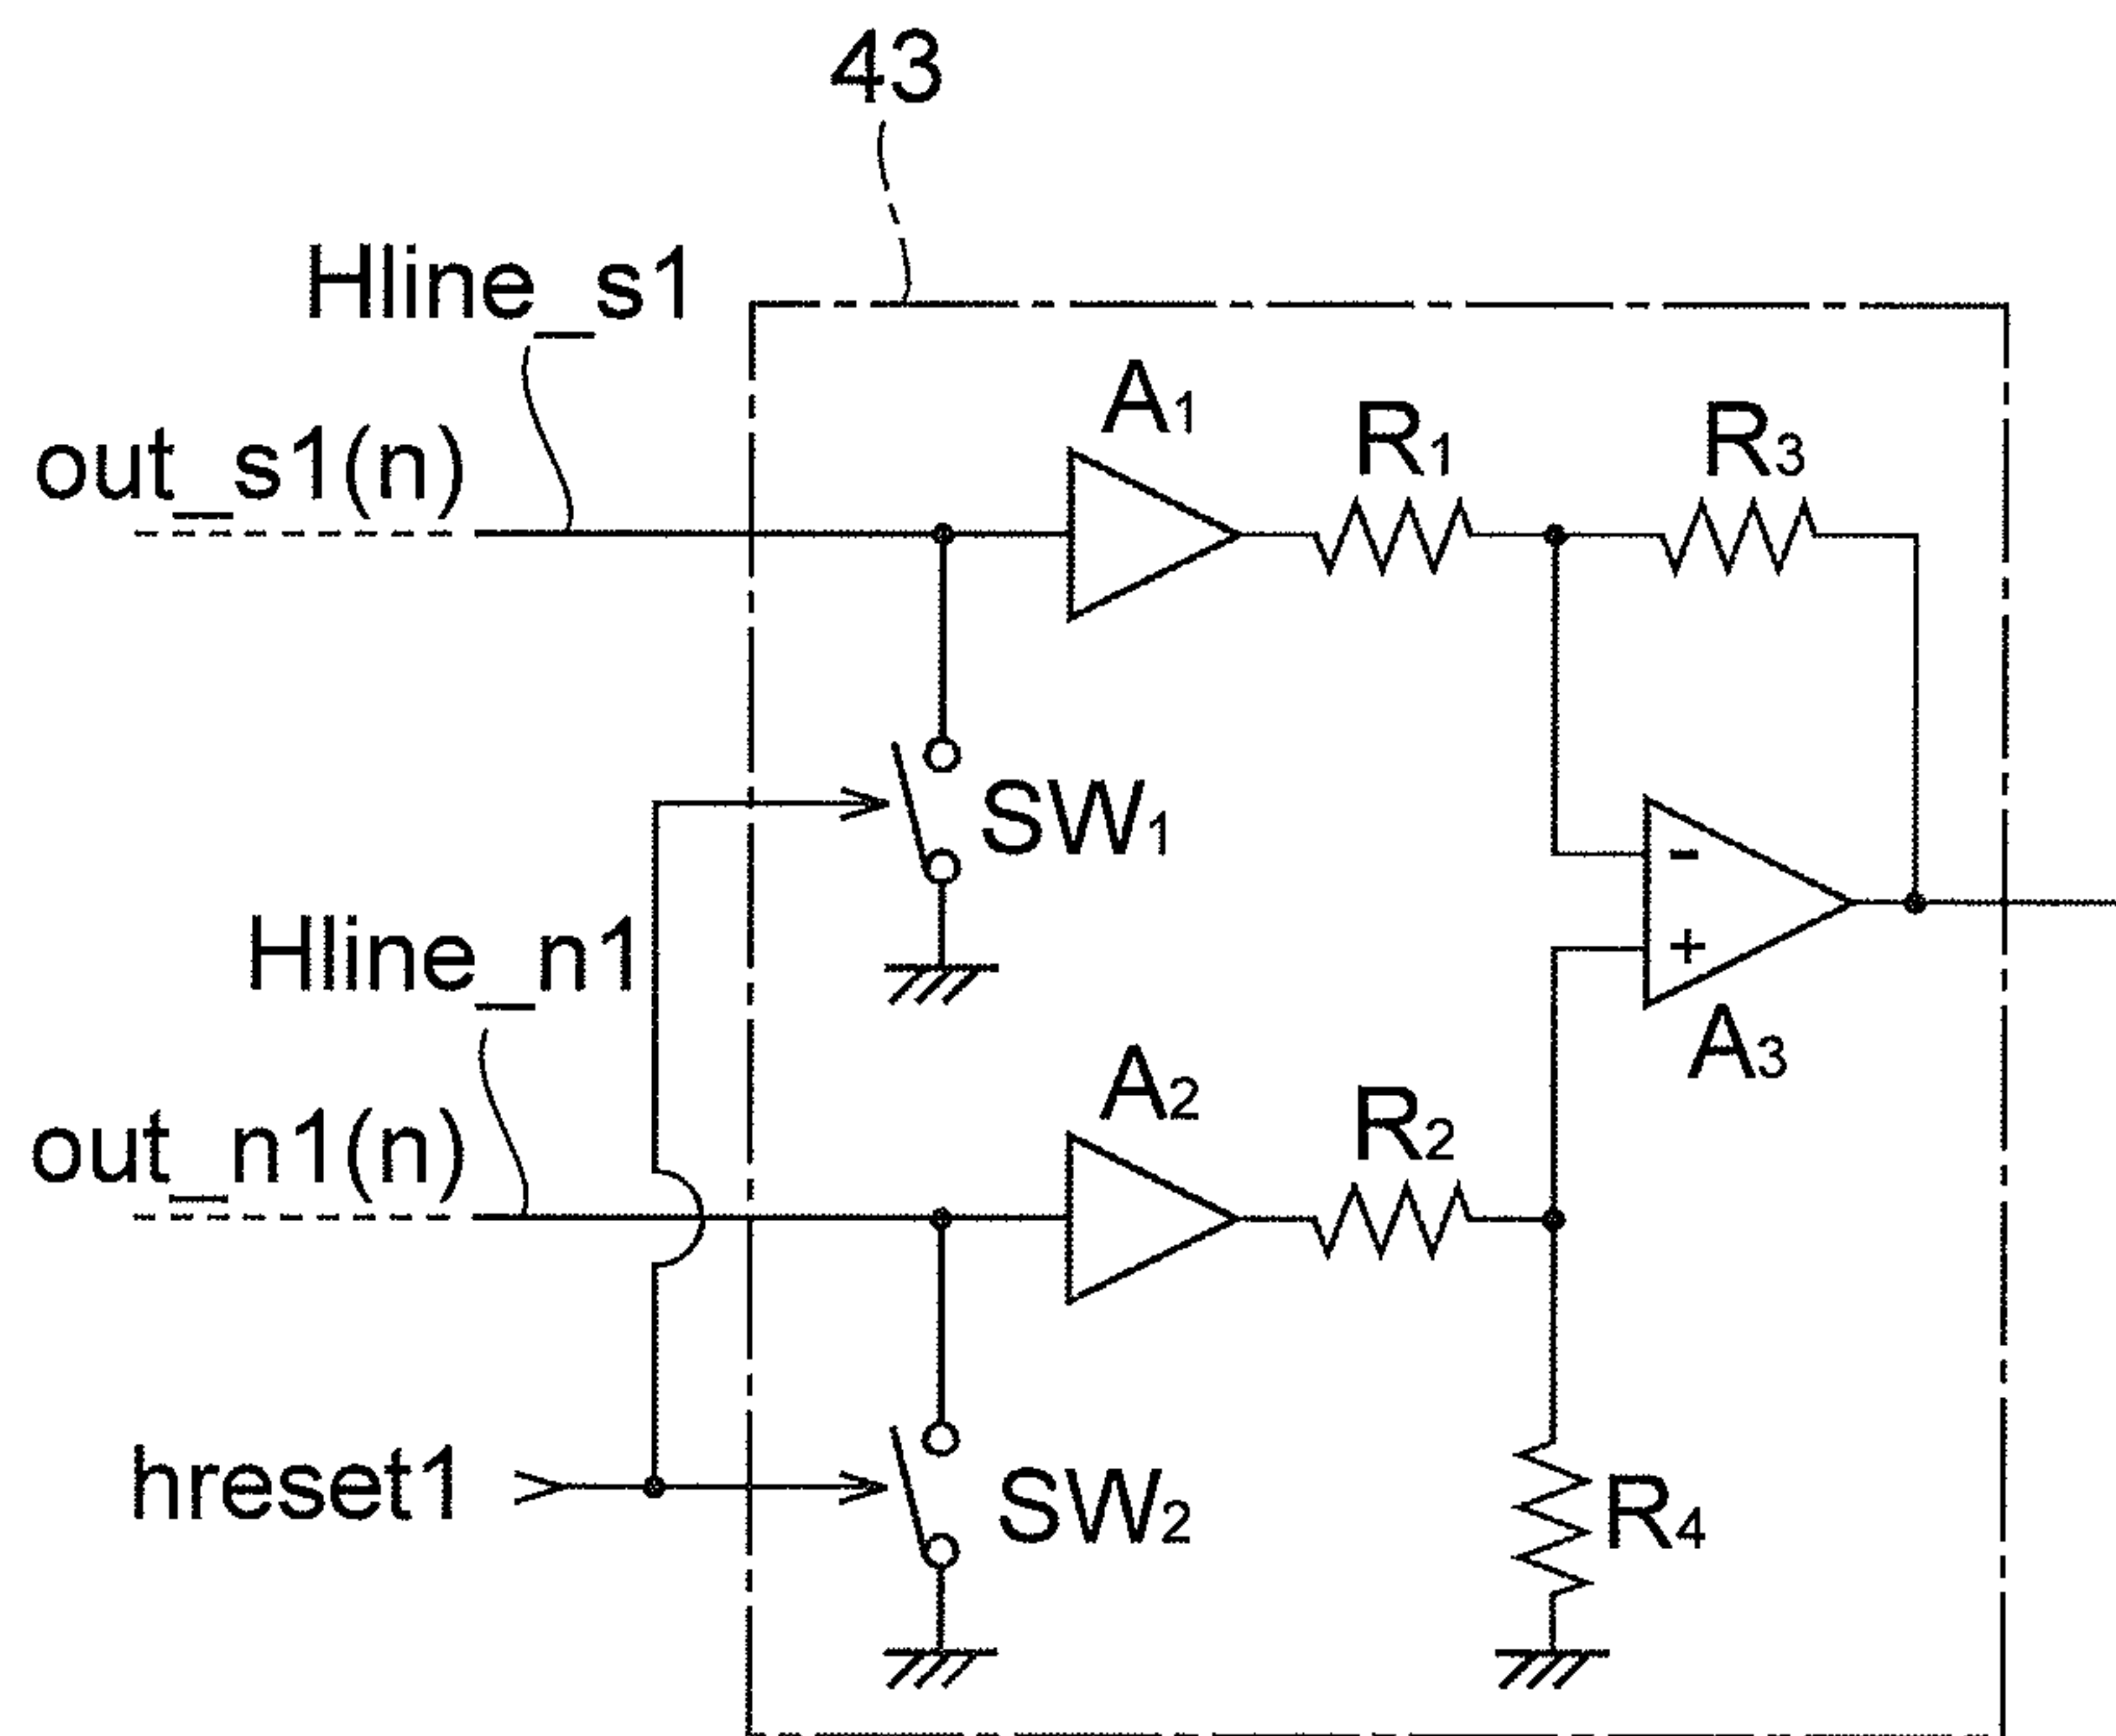 43
Hline_s1
out_s1(n)
A1
R1
R3
SW1
-
+
A3
Hline_n1
out_n1(n)
A2
R2
hreset1
SW2
R4